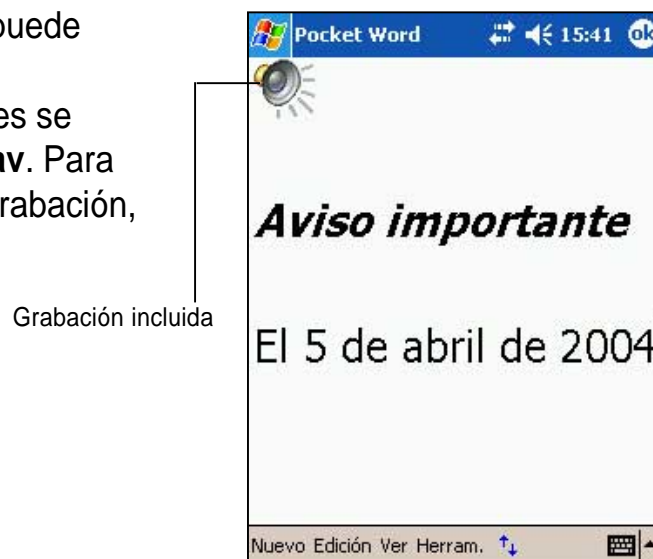 puede
es se
av. Para
rabación,
Grabación incluida
Pocket Word 15:41 ok
Aviso importante
El 5 de abril de 2004
Nuevo Edición Ver Herram.